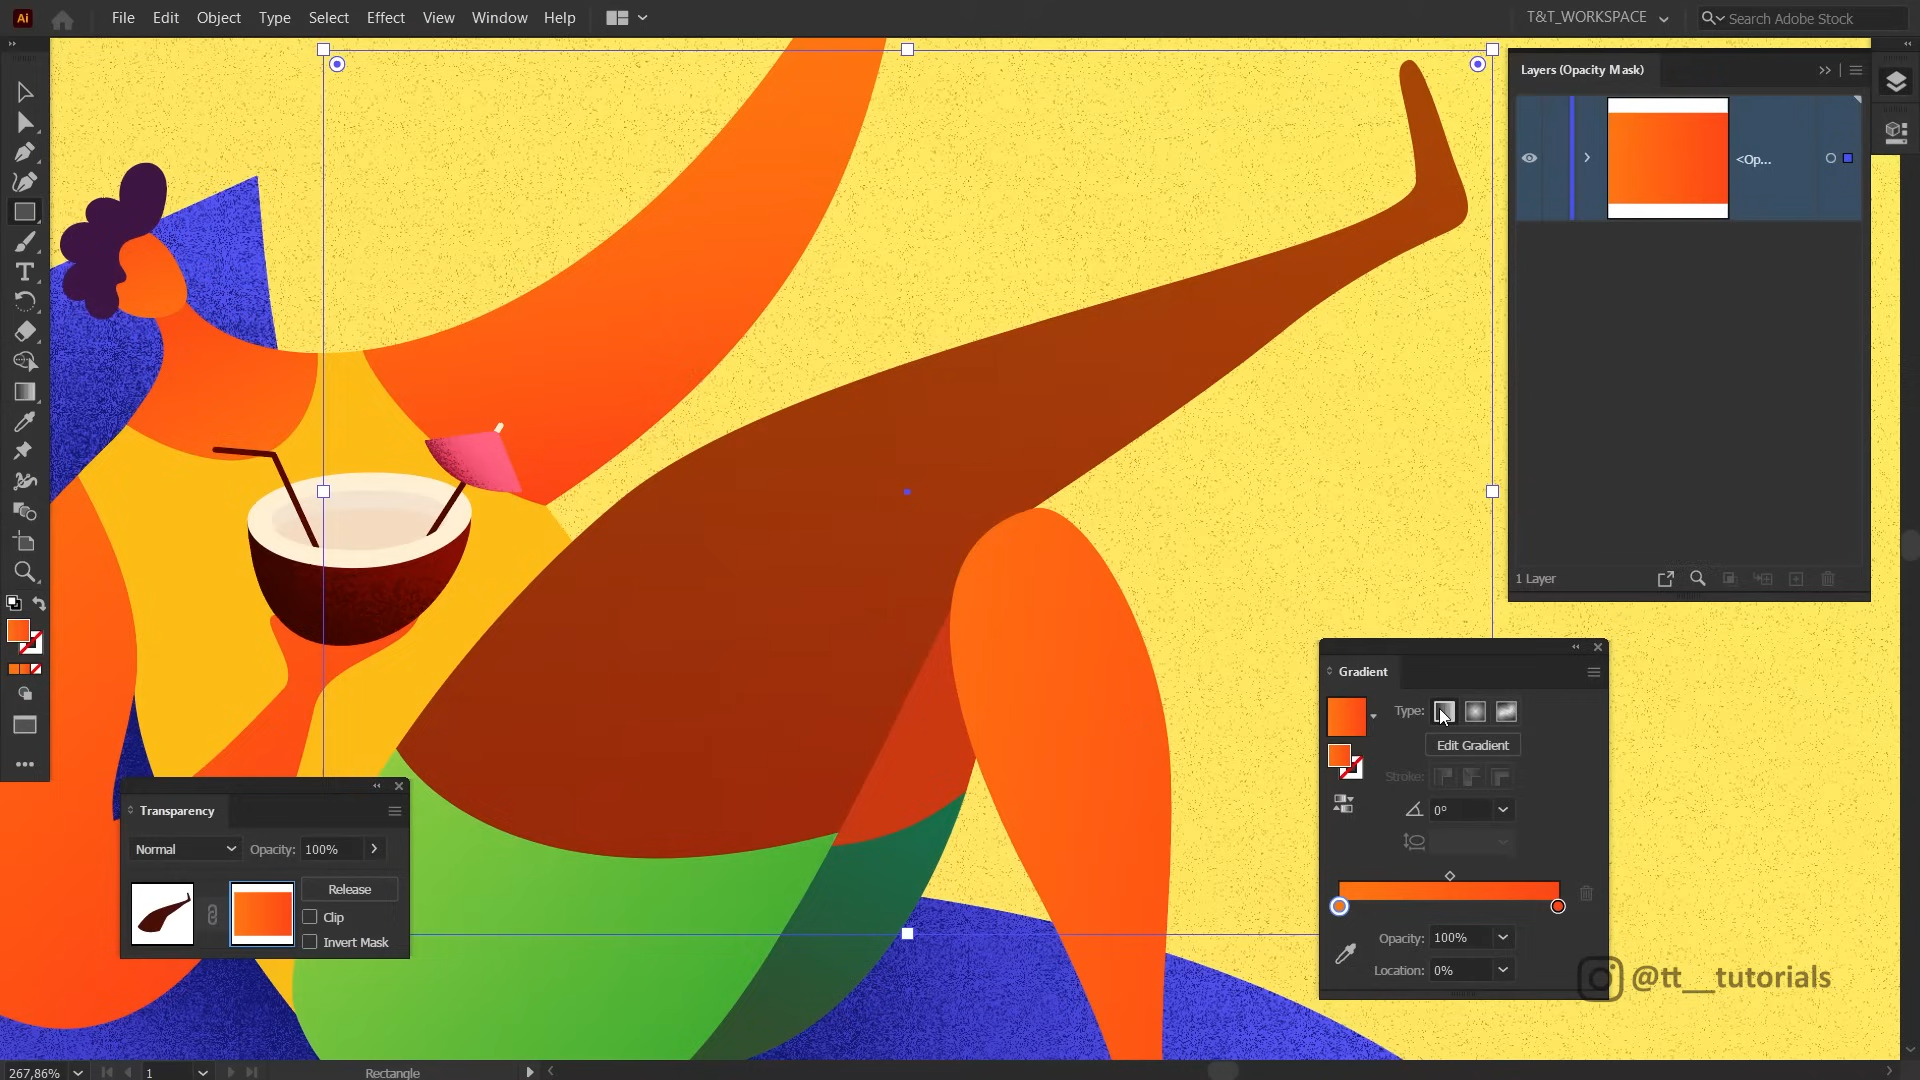 Ai File Edit Object Type Select Effect View Window Help T&T_WORKSPACE Search Adobe Stock
Layers (Opacity Mask)
<Op...
1 Layer
Gradient
Type:
Edit Gradient
Stroke:
0°
Opacity: 100%
Location: 0%
Transparency
Normal Opacity: 100%
Release
Clip
Invert Mask
@tt__tutorials
267,86% 1 Rectangle